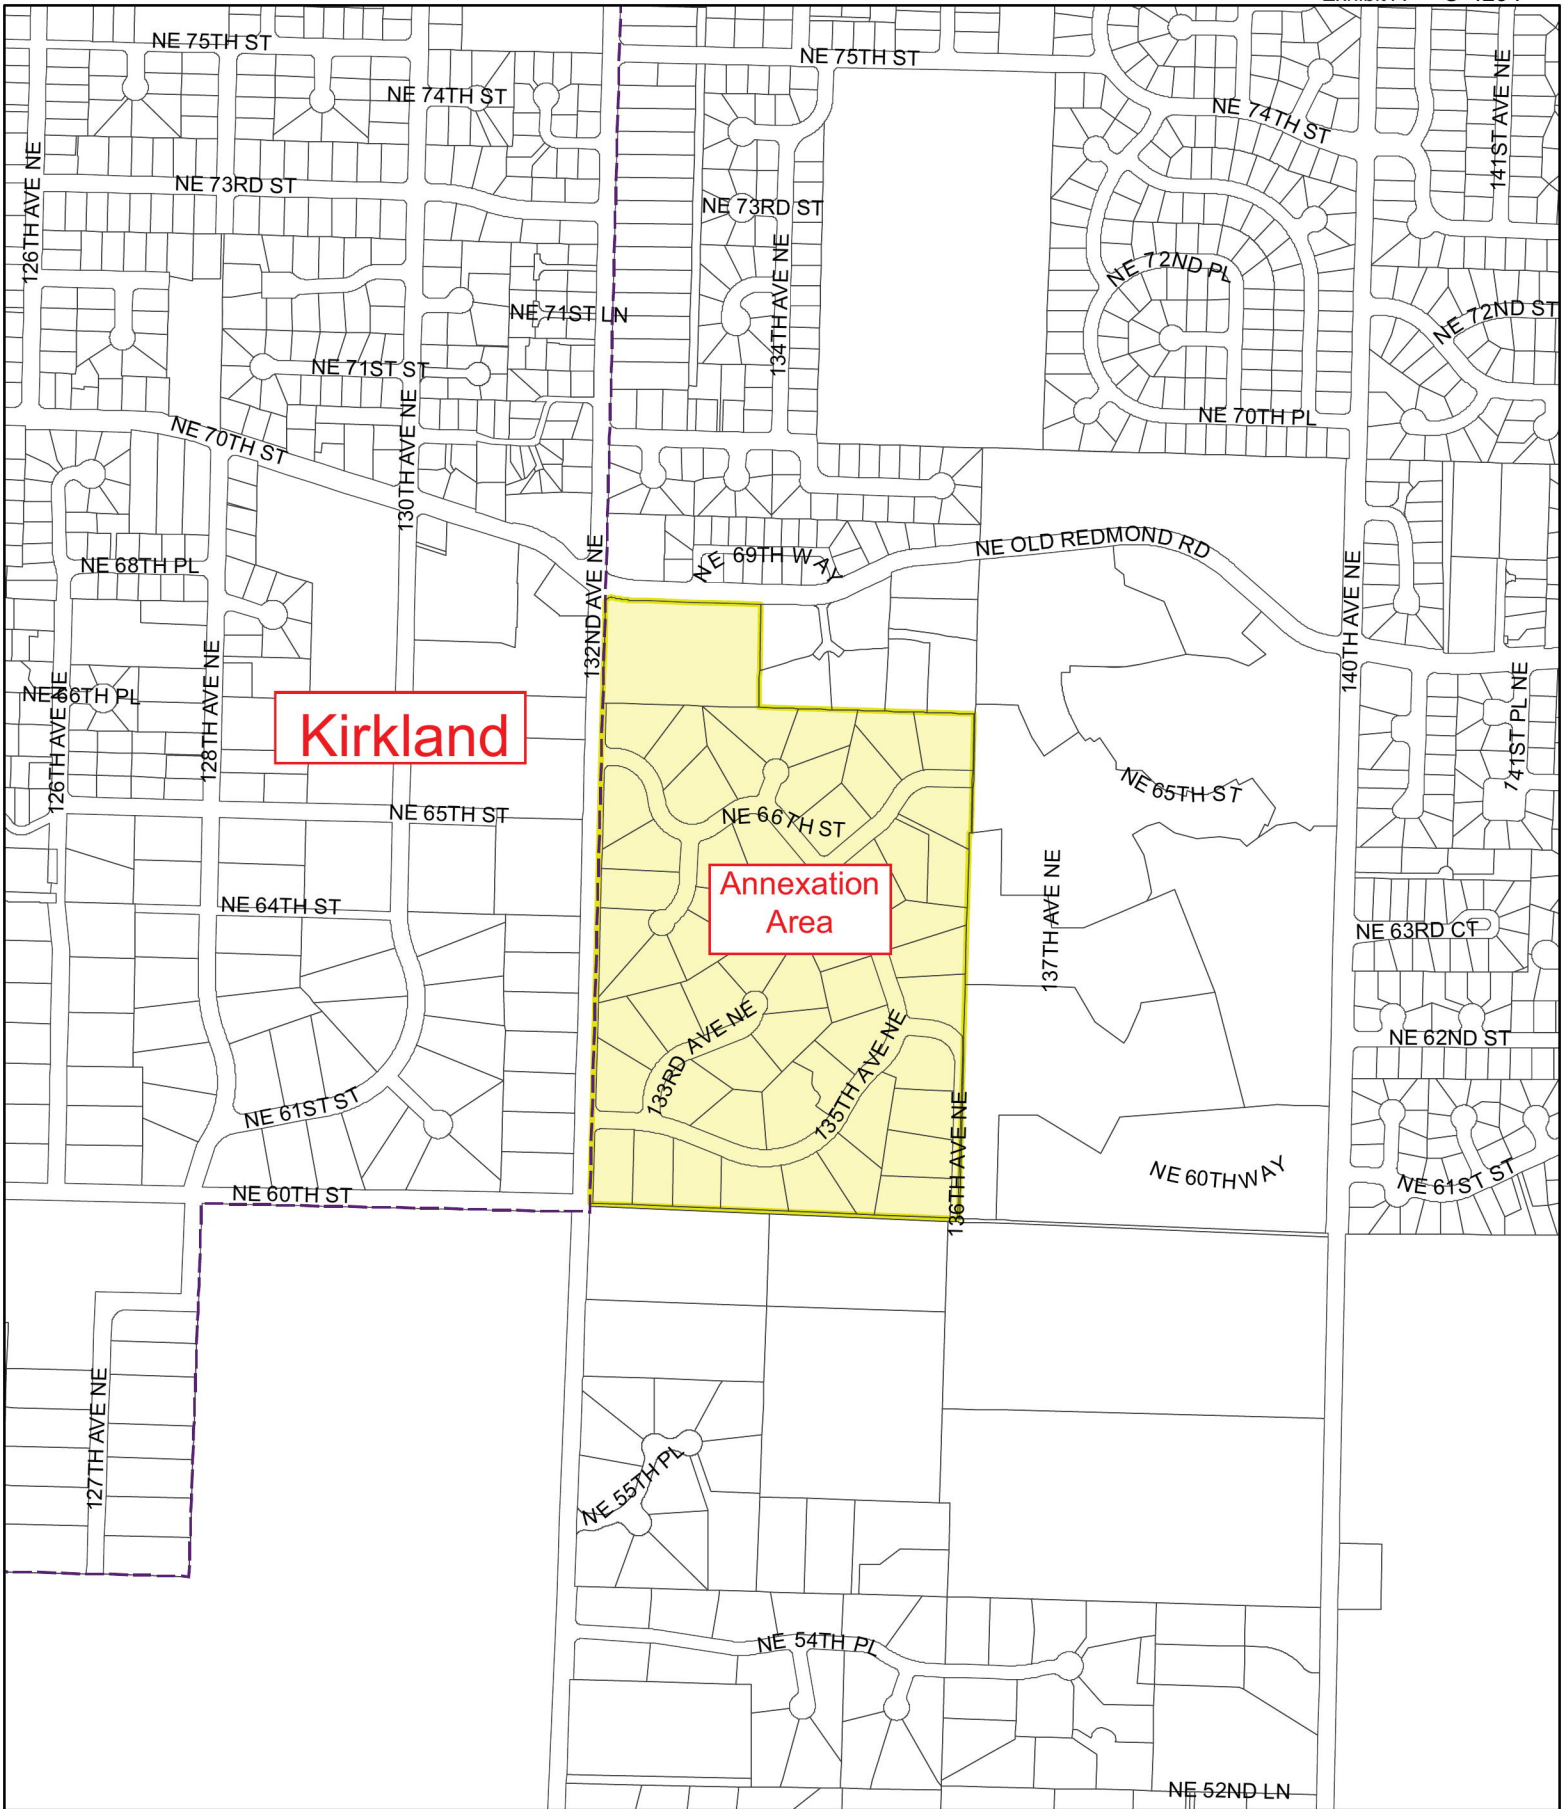 NE 75TH ST
NE 75TH ST
141ST AVE NE
NE 74TH ST
NE 74TH ST
126TH AVE NE
NE 73RD ST
NE 73RD ST
134TH AVE NE
NE 72ND PL
NE 72ND ST
NE 71ST LN
NE 71ST ST
130TH AVE NE
NE 70TH PL
NE 70TH ST
132ND AVE NE
NE 69TH WAY
NE OLD REDMOND RD
140TH AVE NE
NE 68TH PL
128TH AVE NE
NE 66TH PL
126TH AVE NE
Kirkland
141ST PL NE
NE 65TH ST
NE 65TH ST
NE 66TH ST
Annexation
Area
137TH AVE NE
NE 64TH ST
NE 63RD CT
133RD AVE NE
135TH AVE NE
NE 62ND ST
NE 61ST ST
136TH AVE NE
NE 60TH WAY
NE 61ST ST
NE 60TH ST
127TH AVE NE
NE 55TH PL
NE 54TH PL
NE 52ND LN